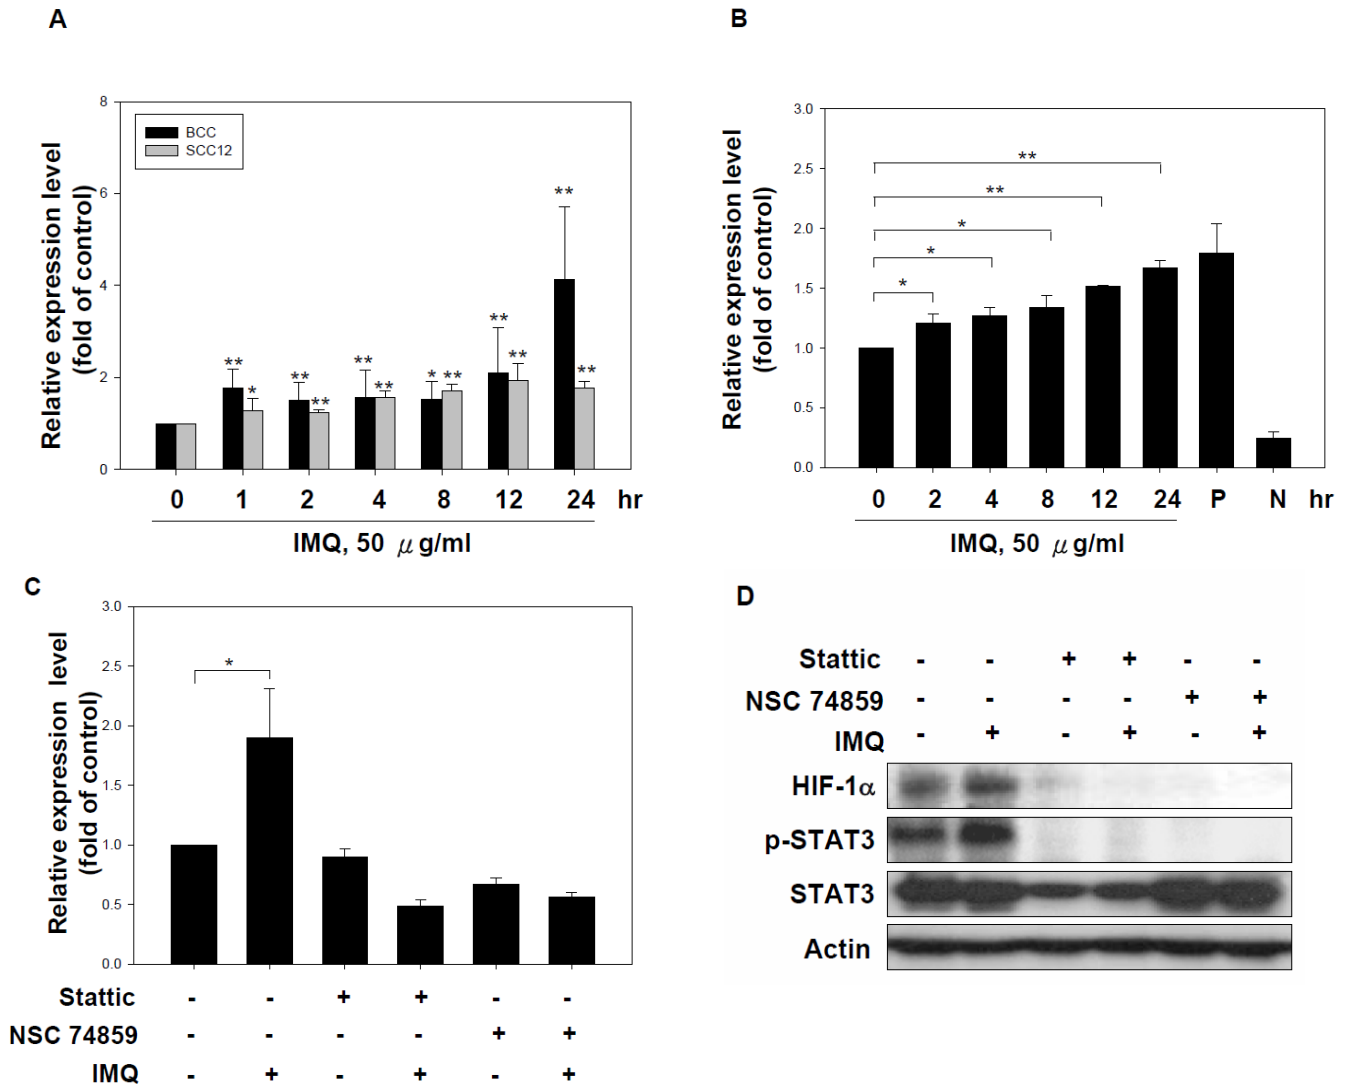 A
Relative expression level
(fold of control)
8
6
4
2
0
BCC
SCC12
** * ** ** ** ** * ** ** ** ** **
0 1 2 4 8 12 24 hr
IMQ, 50 μg/ml
B
Relative expression level
(fold of control)
3.0
2.5
2.0
1.5
1.0
0.5
0.0
**
**
*
*
*
0 2 4 8 12 24 P N hr
IMQ, 50 μg/ml
C
Relative expression level
(fold of control)
3.0
2.5
2.0
1.5
1.0
0.5
0.0
*
Stattic - - + + - -
NSC 74859 - - - - + +
IMQ - + - + - +
D
Stattic - - + + - -
NSC 74859 - - - - + +
IMQ - + - + - +
HIF-1α
p-STAT3
STAT3
Actin